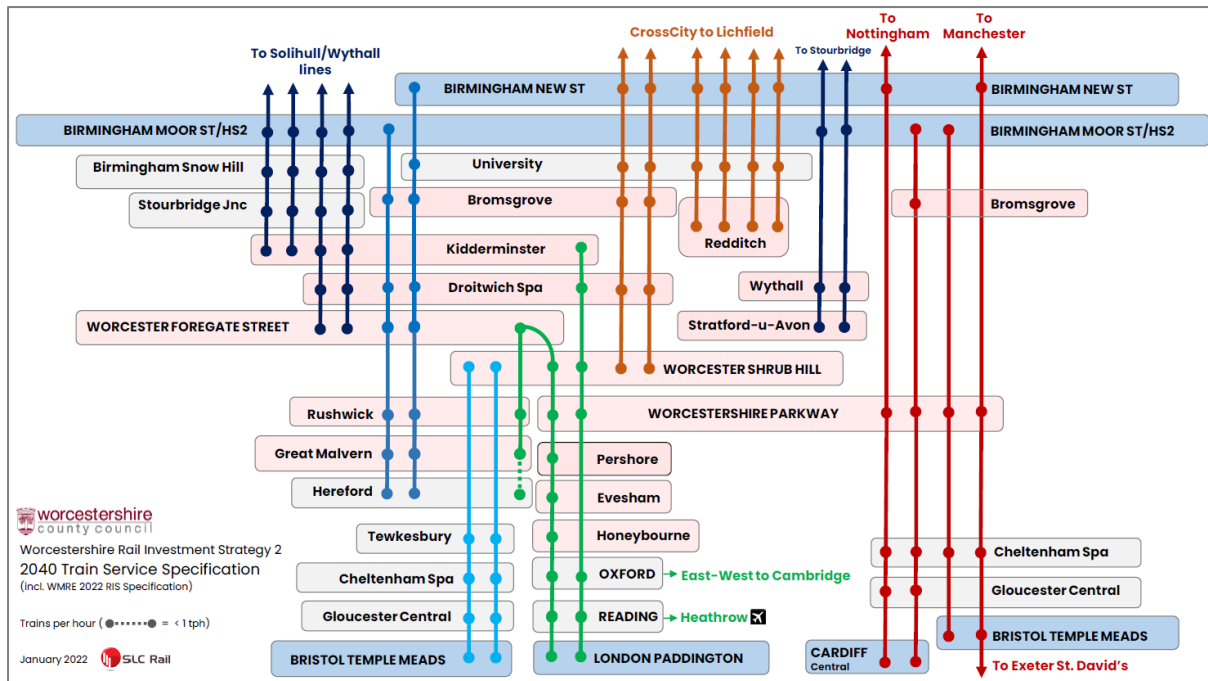 To
Nottingham
To
Manchester
CrossCity to Lichfield
To Solihull/Wythall
lines
To Stourbridge
BIRMINGHAM NEW ST
BIRMINGHAM NEW ST
BIRMINGHAM MOOR ST/HS2
BIRMINGHAM MOOR ST/HS2
Birmingham Snow Hill
University
Stourbridge Jnc
Bromsgrove
Bromsgrove
Kidderminster
Redditch
Droitwich Spa
Wythall
WORCESTER FOREGATE STREET
Stratford-u-Avon
WORCESTER SHRUB HILL
Rushwick
WORCESTERSHIRE PARKWAY
Great Malvern
Pershore
Hereford
Evesham
Tewkesbury
Honeybourne
Cheltenham Spa
Cheltenham Spa
OXFORD
East-West to Cambridge
Gloucester Central
Gloucester Central
READING
Heathrow
BRISTOL TEMPLE MEADS
BRISTOL TEMPLE MEADS
LONDON PADDINGTON
CARDIFF
Central
To Exeter St. David's
worcestershire
county council
Worcestershire Rail Investment Strategy 2
2040 Train Service Specification
(incl. WMRE 2022 RIS Specification)
Trains per hour ( = < 1 tph)
January 2022
SLC Rail